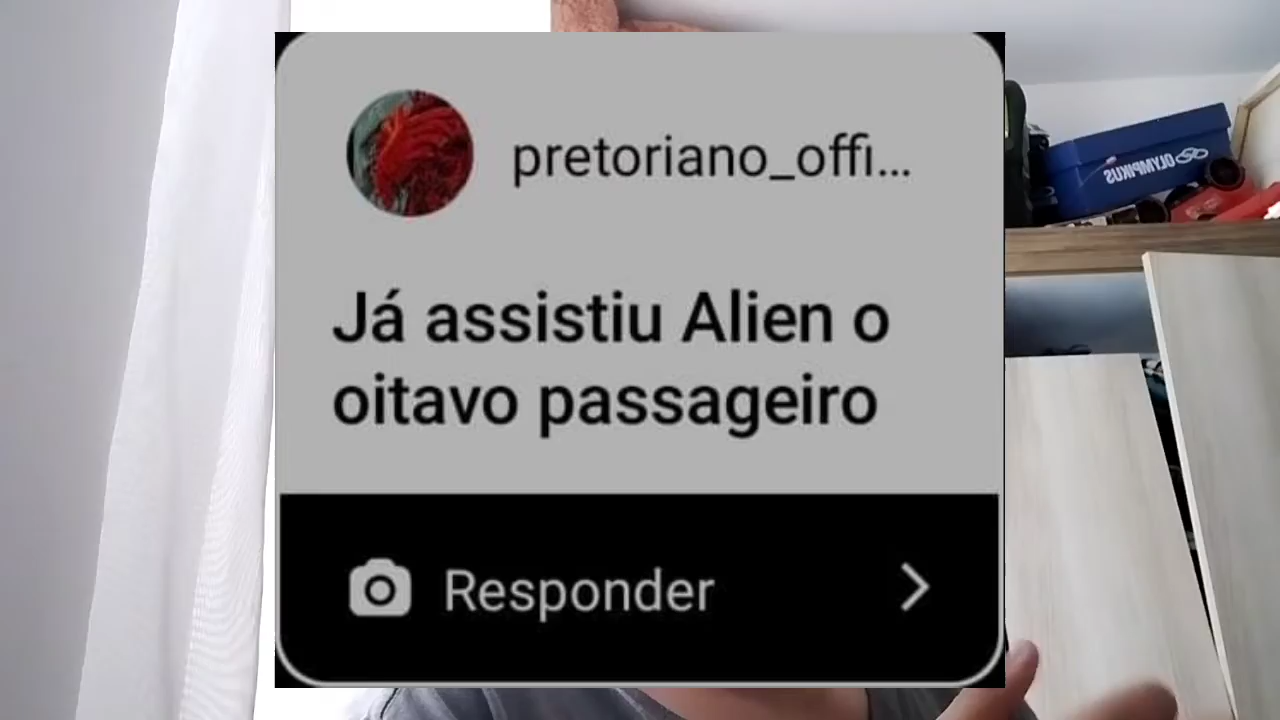 pretoriano_offi...
Já assistiu Alien o
oitavo passageiro
Responder
OLYMPIKUS